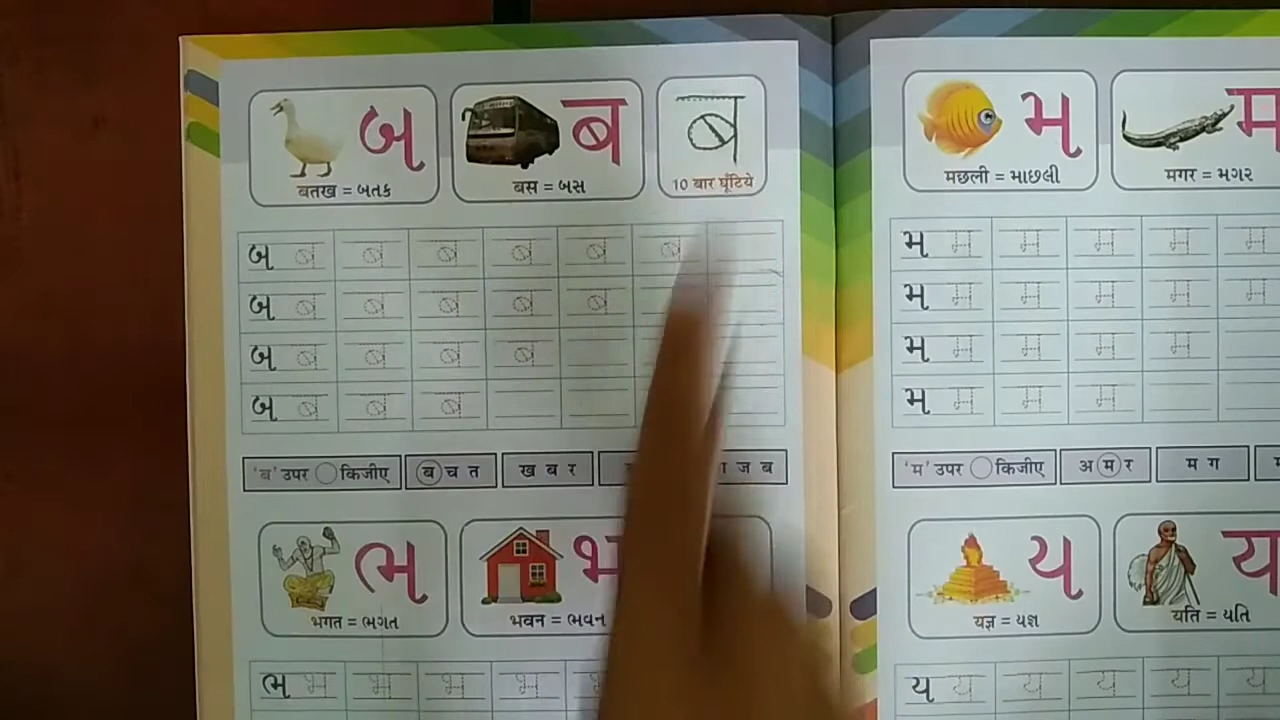 બ
ब
ब
बतख = બતક
बस = બસ
10 बार घूँटिये
બ ब ब ब ब ब ब
બ ब ब ब ब ब
બ ब ब ब ब
બ ब ब ब
'ब' उपर ◯ किजीए
ब च त
ख ब र
ज ब
ભ
भगत = ભગત
भवन = ભવન
ભ भ भ भ भ
મ
म
मछली = માછલી
मगर = મગર
મ म म म म म
મ म म म म म
મ म म म म
મ म म म
'म' उपर ◯ किजीए
अ म र
म ग
ય
य
यज्ञ = યજ્ઞ
यति = યતિ
ય य य य य य